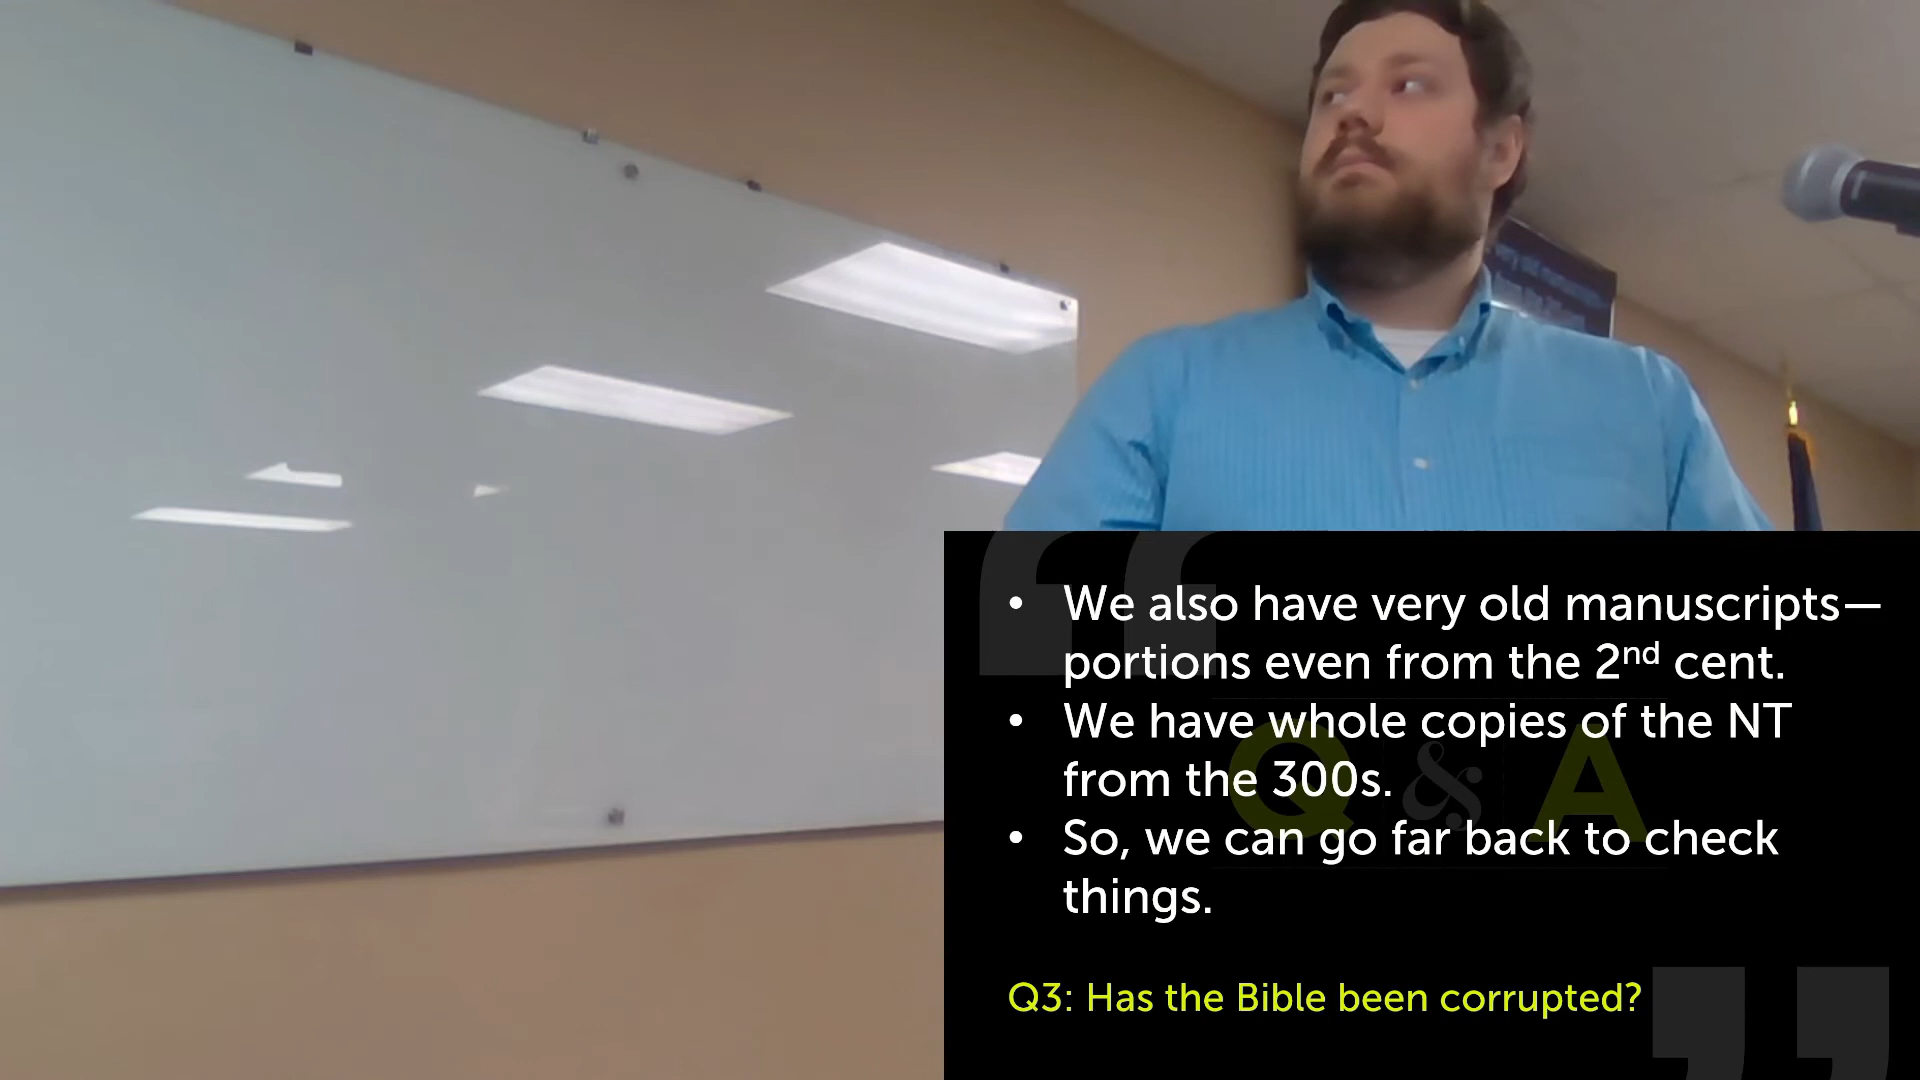 • We also have very old manuscripts—
portions even from the 2nd cent.
• We have whole copies of the NT
from the 300s.
• So, we can go far back to check
things.
Q & A
Q3: Has the Bible been corrupted?